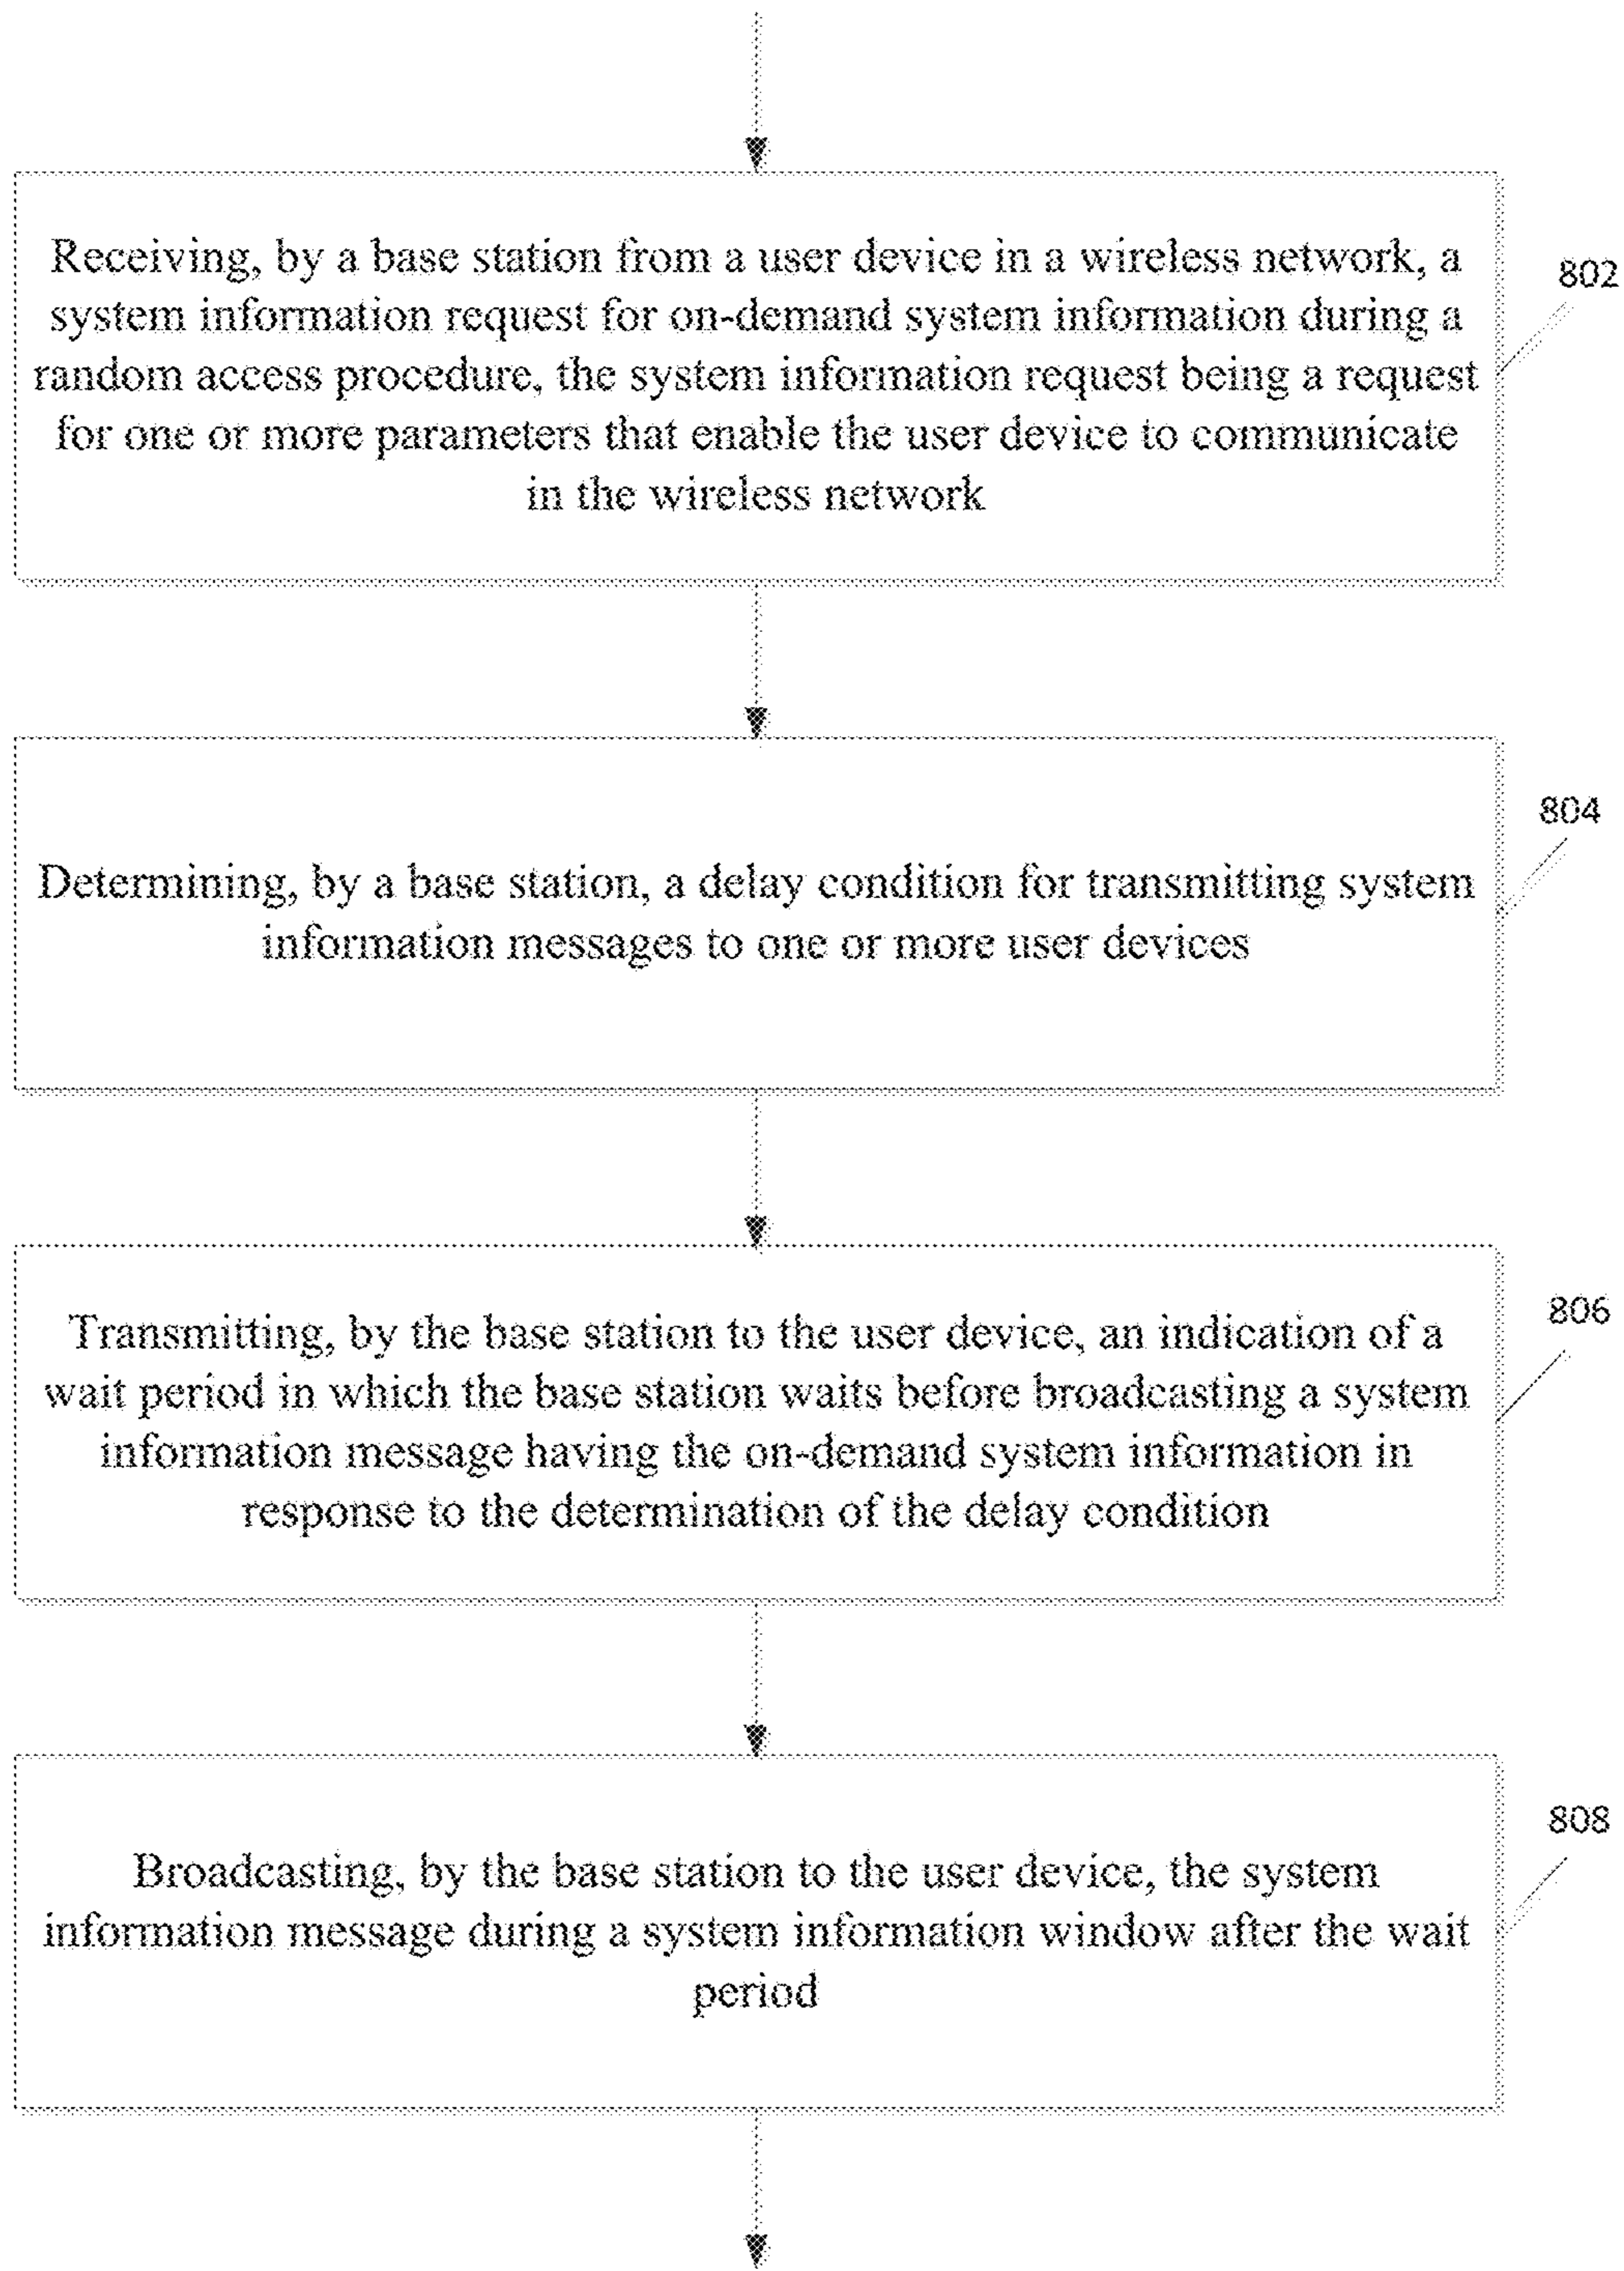 Receiving, by a base station from a user device in a wireless network, a
802
system information request for on-demand system information during a
random access procedure, the system information request being a request
for one or more parameters that enable the user device to communicate
in the wireless network
804
Determining, by a base station, a delay condition for transmitting system
information messages to one or more user devices
806
Transmitting, by the base station to the user device, an indication of a
wait period in which the base station waits before broadcasting a system
information message having the on-demand system information in
response to the determination of the delay condition
808
Broadcasting, by the base station to the user device, the system
information message during a system information window after the wait
period